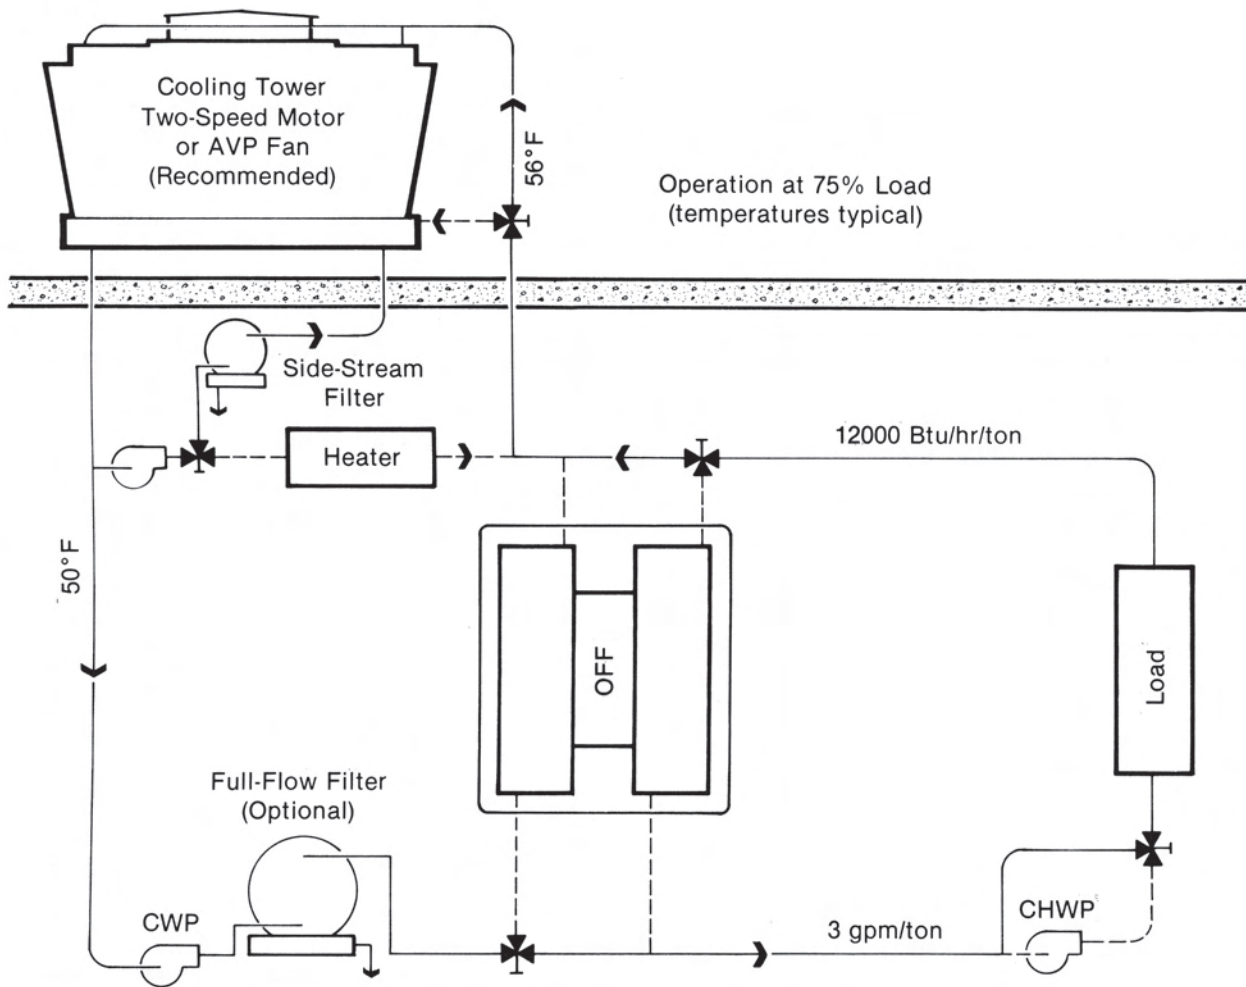 Cooling Tower
Two-Speed Motor
or AVP Fan
(Recommended)
56°F
Operation at 75% Load
(temperatures typical)
Side-Stream
Filter
Heater
12000 Btu/hr/ton
50°F
OFF
Load
Full-Flow Filter
(Optional)
CWP
3 gpm/ton
CHWP